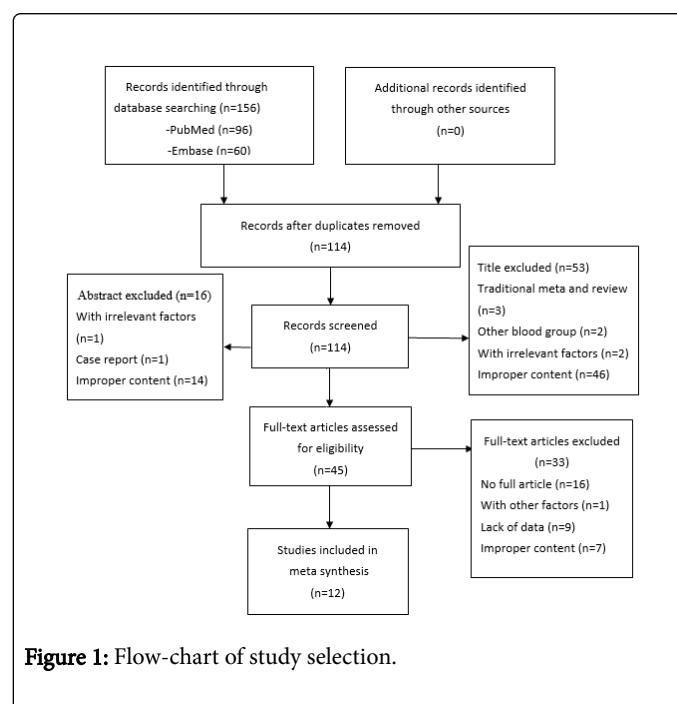 Records identified through
database searching (n=156)
-PubMed (n=96)
-Embase (n=60)
Additional records identified
through other sources
(n=0)
Records after duplicates removed
(n=114)
Title excluded (n=53)
Traditional meta and review
(n=3)
Other blood group (n=2)
With irrelevant factors (n=2)
Improper content (n=46)
Abstract excluded (n=16)
With irrelevant factors
(n=1)
Case report (n=1)
Improper content (n=14)
Records screened
(n=114)
Full-text articles assessed
for eligibility
(n=45)
Full-text articles excluded
(n=33)
No full article (n=16)
With other factors (n=1)
Lack of data (n=9)
Improper content (n=7)
Studies included in
meta synthesis
(n=12)
Figure 1: Flow-chart of study selection.